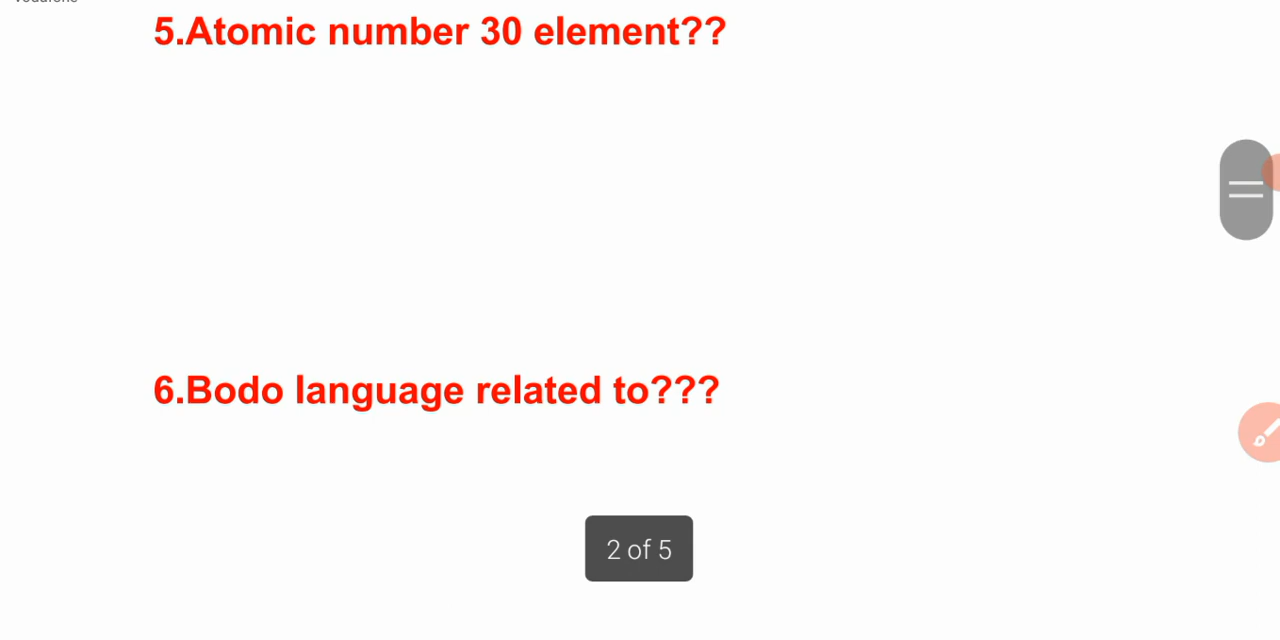 5.Atomic number 30 element??
6.Bodo language related to???
2 of 5